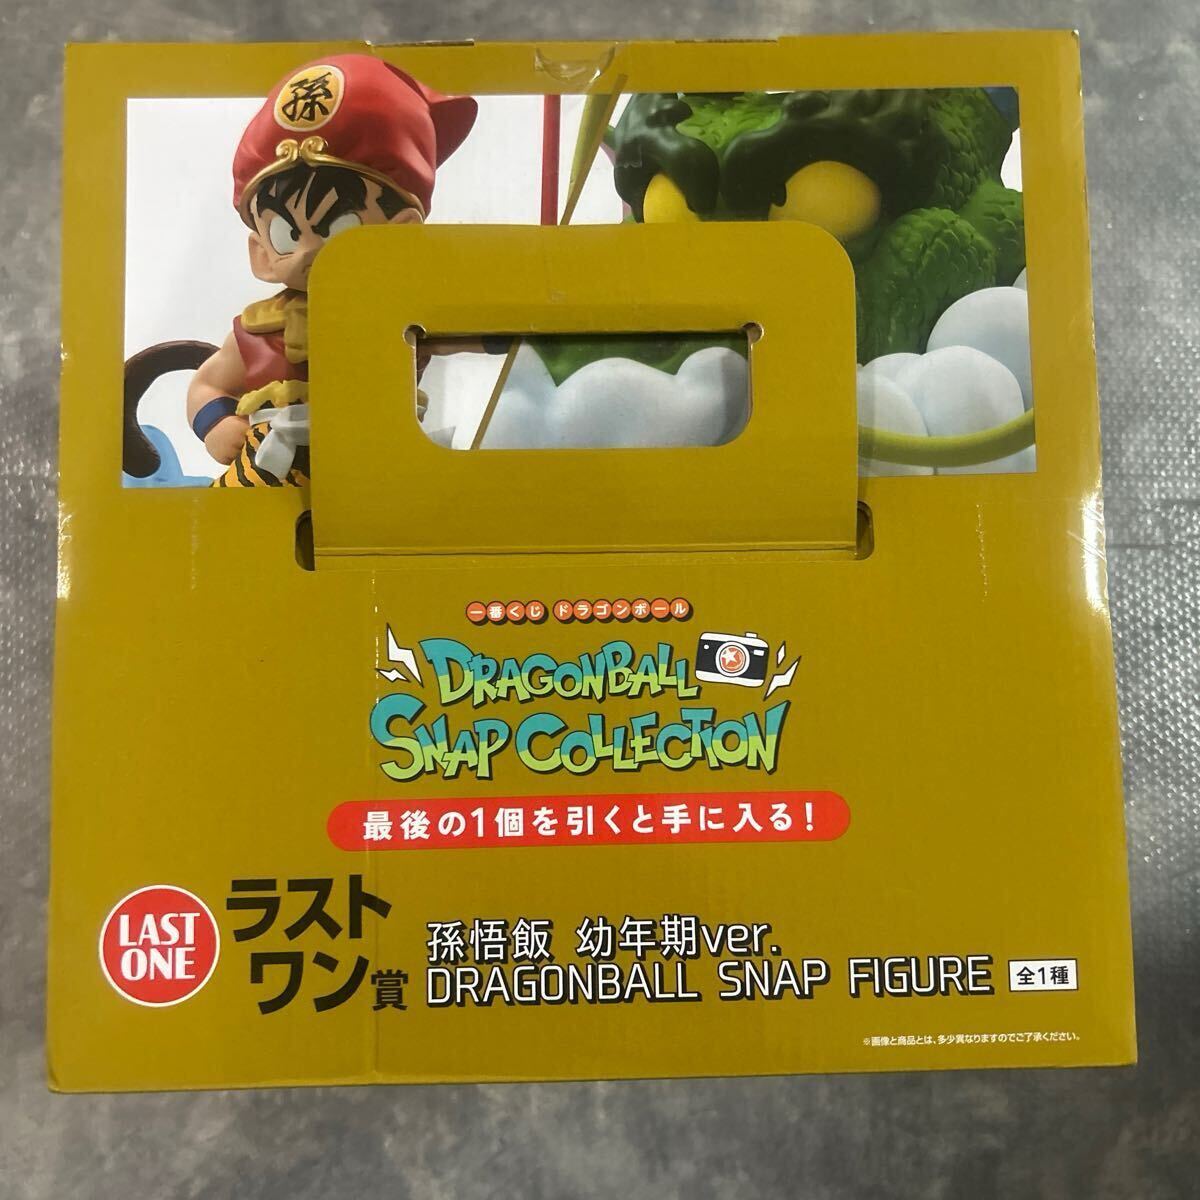 孫
一番くじ ドラゴンボール
DRAGONBALL
SNAP COLLECTION
最後の1個を引くと手に入る!
LAST
ONE
ラスト
ワン賞
孫悟飯 幼年期ver.
DRAGONBALL SNAP FIGURE 全1種
※画像と商品とは、多少異なりますのでご了承ください。